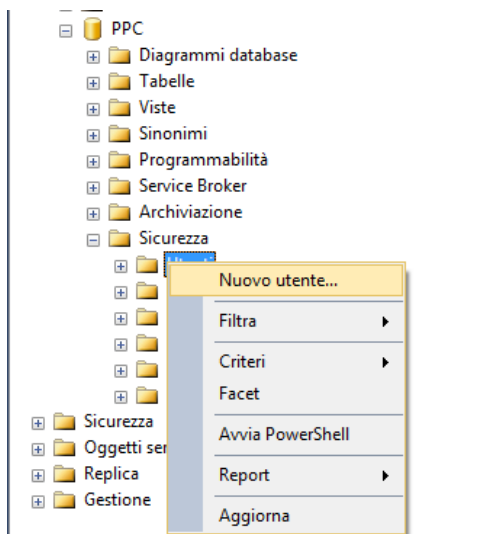 PPC
Diagrammi database
Tabelle
Viste
Sinonimi
Programmabilità
Service Broker
Archiviazione
Sicurezza
Nuovo utente...
Filtra
Criteri
Facet
Avvia PowerShell
Report
Aggiorna
Sicurezza
Oggetti ser
Replica
Gestione